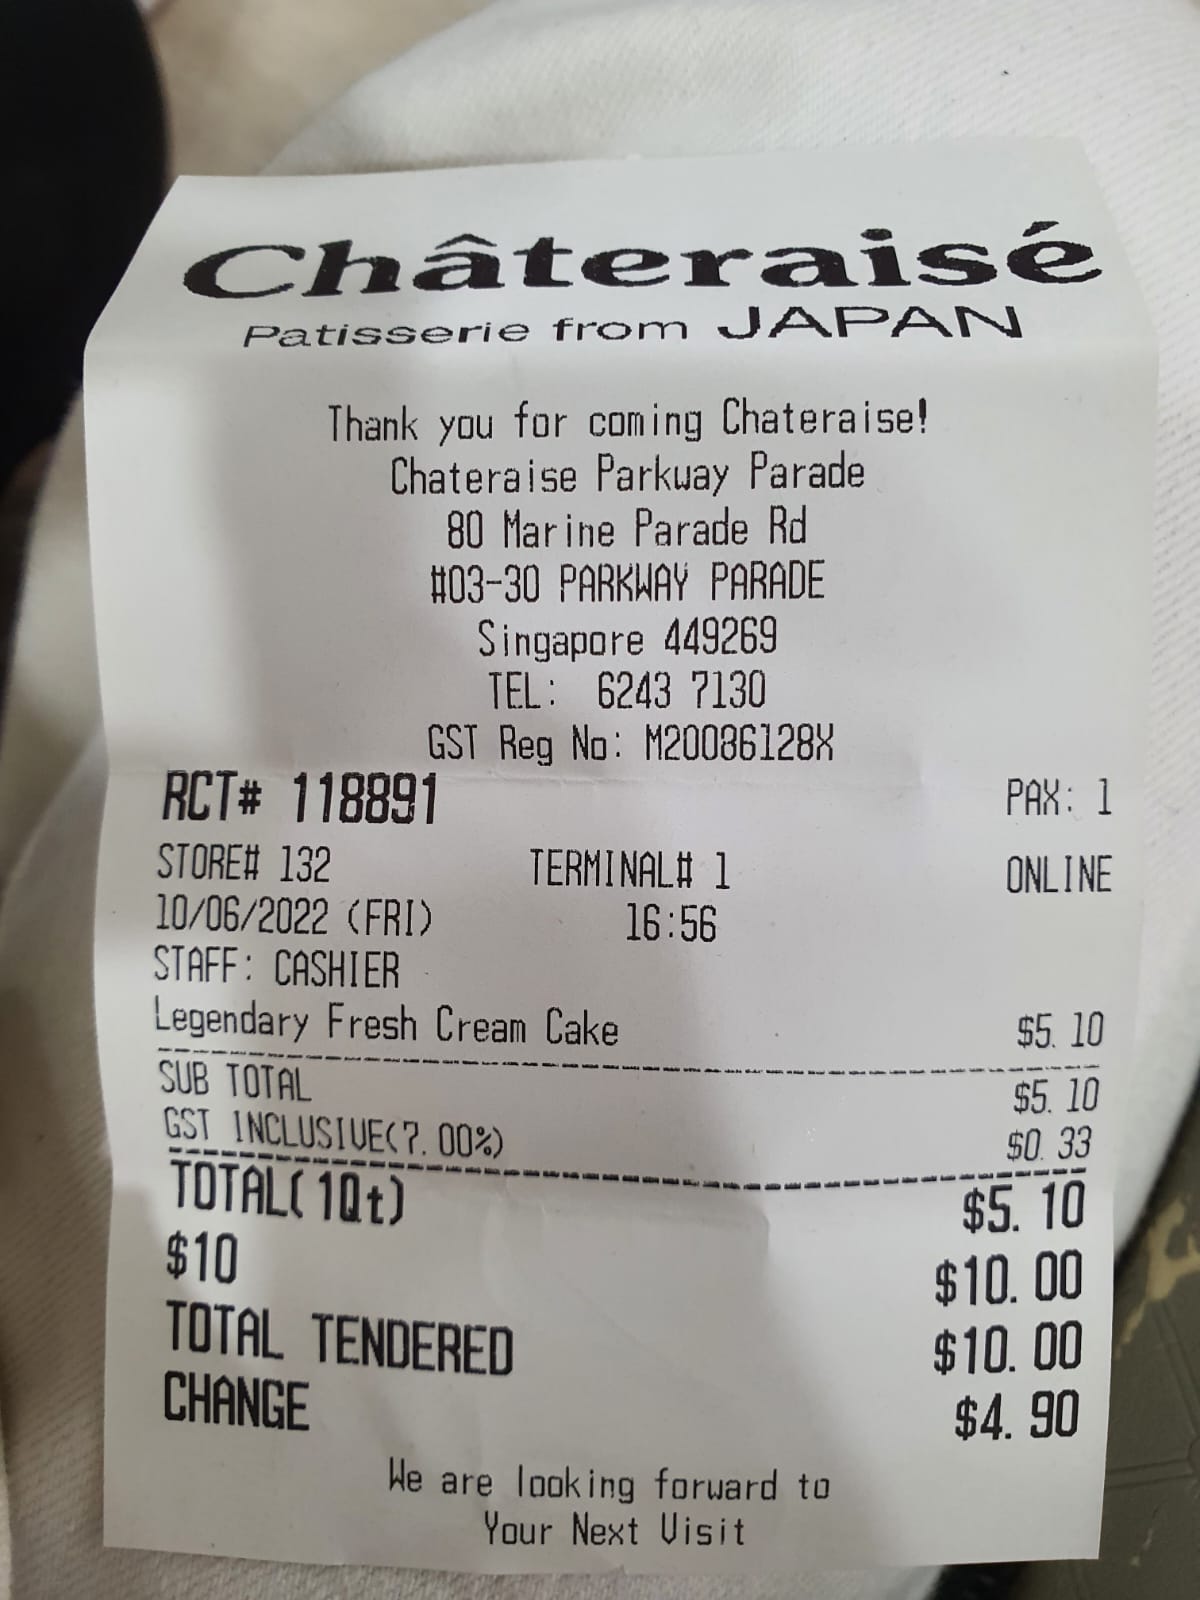 Châteraisé
Patisserie from JAPAN
Thank you for coming Chateraise!
Chateraise Parkway Parade
80 Marine Parade Rd
#03-30 PARKWAY PARADE
Singapore 449269
TEL: 6243 7130
GST Reg No: M20086128X
RCT# 118891 PAX: 1
STORE# 132 TERMINAL# 1 ONLINE
10/06/2022 (FRI) 16:56
STAFF: CASHIER
Legendary Fresh Cream Cake $5.10
SUB TOTAL $5.10
GST INCLUSIVE(7.00%) $0.33
TOTAL(1Qt) $5.10
$10 $10.00
TOTAL TENDERED $10.00
CHANGE $4.90
We are looking forward to
Your Next Visit